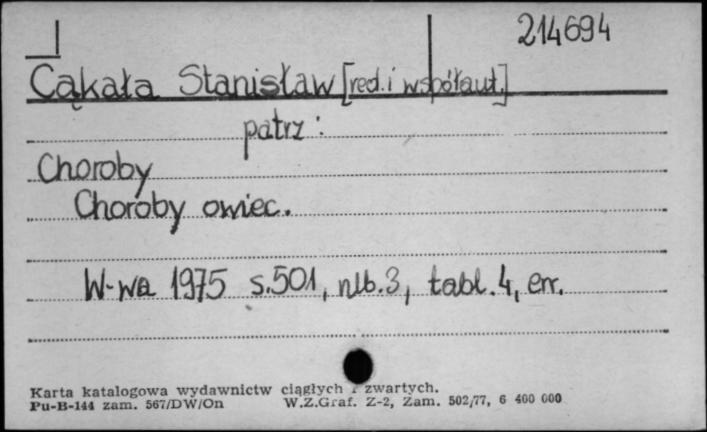 214694
Cąkała Stanisław [red. i współaut.]
patrz:
Choroby
Choroby owiec.
W-wa 1975 s.501, nlb.3, tabl.4, err.
Karta katalogowa wydawnictw ciągłych i zwartych.
Pu-B-144 zam. 567/DW/On W.Z.Graf. Z-2, Zam. 502/77, 6 400 000